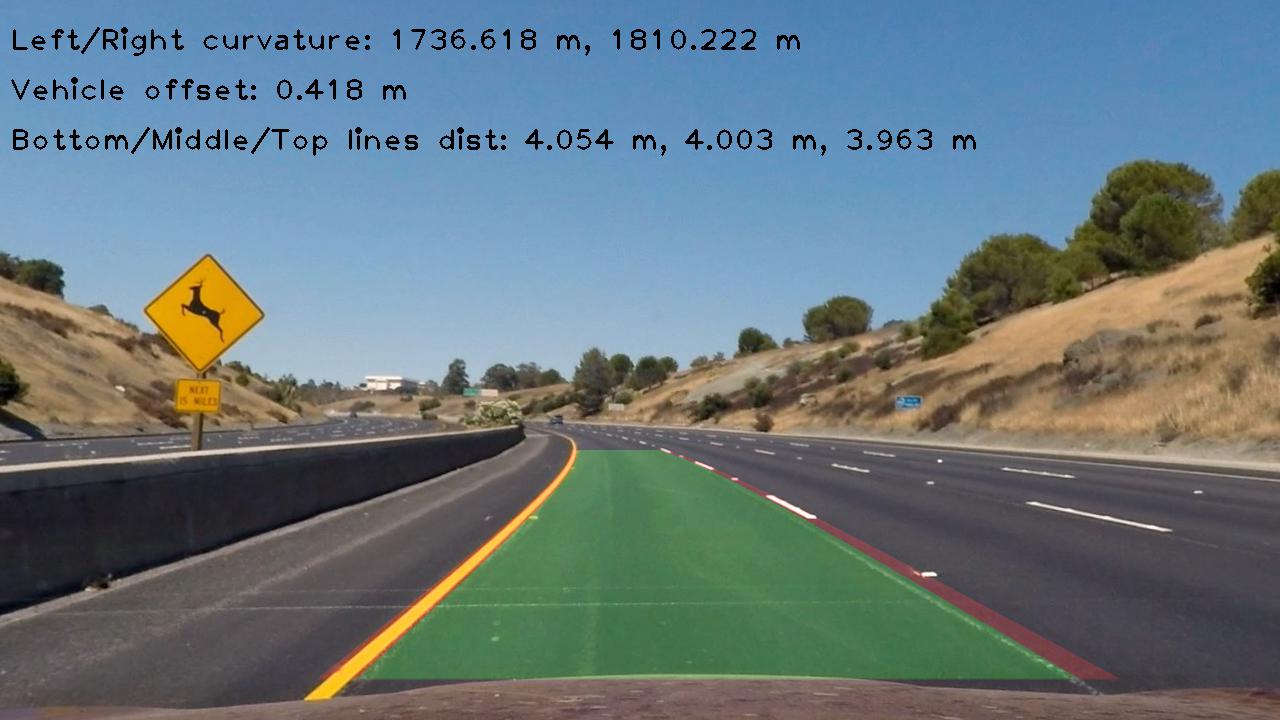 Left/Right curvature: 1736.618 m, 1810.222 m
Vehicle offset: 0.418 m
Bottom/Middle/Top lines dist: 4.054 m, 4.003 m, 3.963 m
NEXT
15 MILES